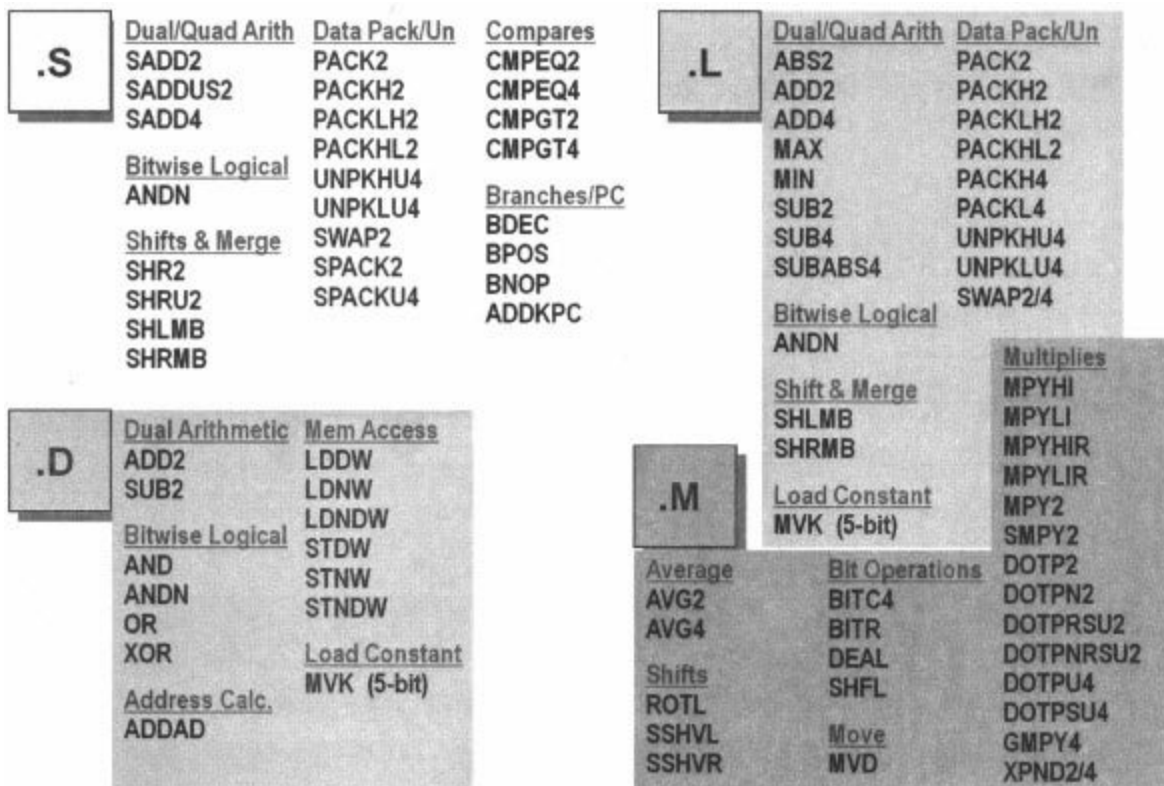 .S
Dual/Quad Arith
SADD2
SADDUS2
SADD4
Bitwise Logical
ANDN
Shifts & Merge
SHR2
SHRU2
SHLMB
SHRMB
Data Pack/Un
PACK2
PACKH2
PACKLH2
PACKHL2
UNPKHU4
UNPKLU4
SWAP2
SPACK2
SPACKU4
Compares
CMPEQ2
CMPEQ4
CMPGT2
CMPGT4
Branches/PC
BDEC
BPOS
BNOP
ADDKPC
.L
Dual/Quad Arith
ABS2
ADD2
ADD4
MAX
MIN
SUB2
SUB4
SUBABS4
Bitwise Logical
ANDN
Shift & Merge
SHLMB
SHRMB
Load Constant
MVK (5-bit)
Data Pack/Un
PACK2
PACKH2
PACKLH2
PACKHL2
PACKH4
PACKL4
UNPKHU4
UNPKLU4
SWAP2/4
.D
Dual Arithmetic
ADD2
SUB2
Bitwise Logical
AND
ANDN
OR
XOR
Address Calc.
ADDAD
Mem Access
LDDW
LDNW
LDNDW
STDW
STNW
STNDW
Load Constant
MVK (5-bit)
.M
Average
AVG2
AVG4
Shifts
ROTL
SSHVL
SSHVR
Bit Operations
BITC4
BITR
DEAL
SHFL
Move
MVD
Multiplies
MPYHI
MPYLI
MPYHIR
MPYLIR
MPY2
SMPY2
DOTP2
DOTPN2
DOTPRSU2
DOTPNRSU2
DOTPU4
DOTPSU4
GMPY4
XPND2/4